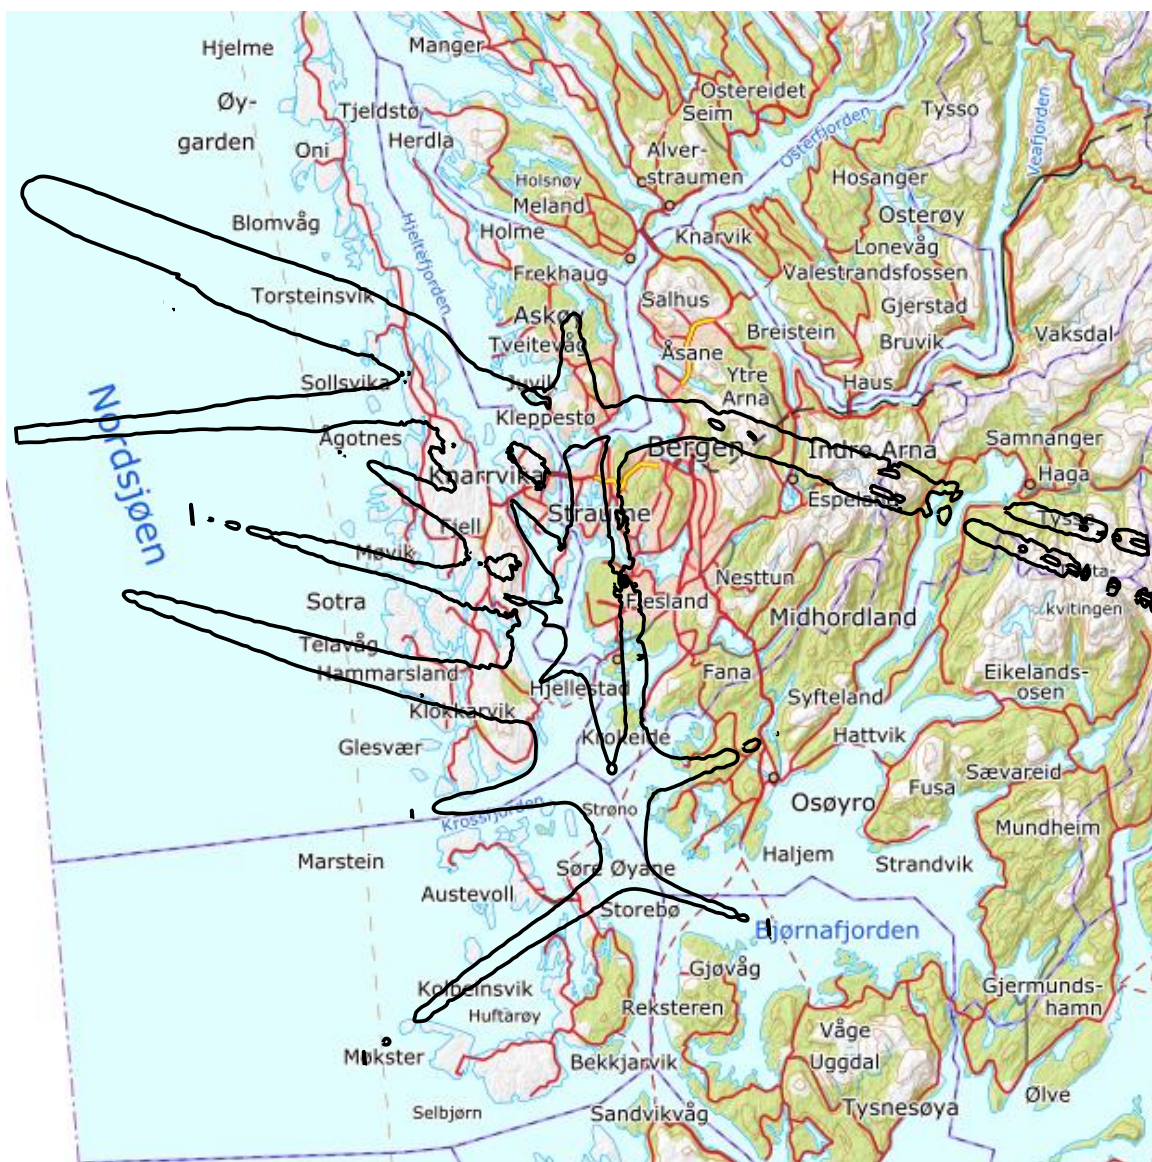 Hjelme
Manger
Øy-
garden
Tjeldstø
Herdla
Oni
Ostereidet
Seim
Tysso
Alver-
straumen
Osterfjorden
Veafjorden
Holsnøy
Meland
Hosanger
Blomvåg
Hjeltefjorden
Holme
Knarvik
Osterøy
Lonevåg
Frekhaug
Valestrandsfossen
Torsteinsvik
Salhus
Gjerstad
Askøy
Tveitevåg
Åsane
Breistein
Bruvik
Vaksdal
Sollsvika
Juvik
Ytre
Arna
Haus
Nordsjøen
Kleppestø
Ågotnes
Bergen
Indre Arna
Samnanger
Knarrvika
Haga
Espeland
Straume
Fjell
Møvik
Nesttun
kvitingen
Sotra
Flesland
Midhordland
Telavåg
Hammarsland
Fana
Eikelands-
osen
Hjellestad
Syfteland
Klokkarvik
Glesvær
Krokeide
Hattvik
Sævareid
Fusa
Krossfjorden
Strøno
Osøyro
Mundheim
Marstein
Søre Øyane
Haljem
Strandvik
Austevoll
Storebø
Bjørnafjorden
Gjøvåg
Kolbeinsvik
Huftarøy
Reksteren
Gjermunds-
hamn
Møkster
Bekkjarvik
Våge
Uggdal
Selbjørn
Sandvikvåg
Tysnesøya
Ølve